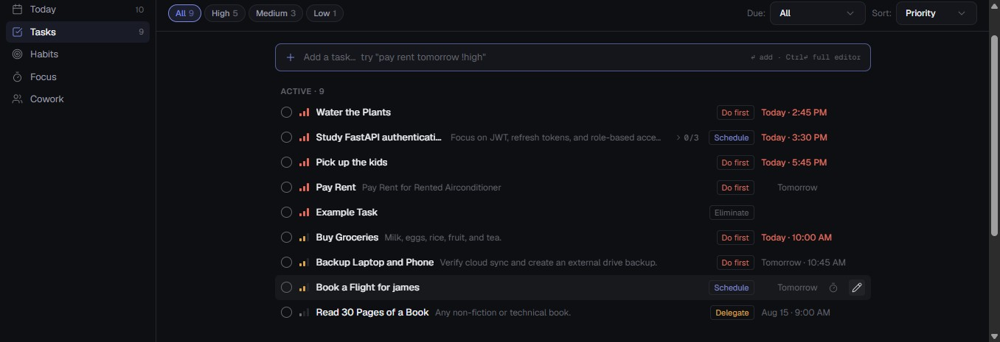 Today 10
Tasks 9
Habits
Focus
Cowork
All 9 High 5 Medium 3 Low 1 Due: All Sort: Priority
Add a task... try "pay rent tomorrow !high" ↵ add · Ctrl↵ full editor
ACTIVE · 9
Water the Plants Do first Today · 2:45 PM
Study FastAPI authenticati... Focus on JWT, refresh tokens, and role-based acce... > 0/3 Schedule Today · 3:30 PM
Pick up the kids Do first Today · 5:45 PM
Pay Rent Pay Rent for Rented Airconditioner Do first Tomorrow
Example Task Eliminate
Buy Groceries Milk, eggs, rice, fruit, and tea. Do first Today · 10:00 AM
Backup Laptop and Phone Verify cloud sync and create an external drive backup. Do first Tomorrow · 10:45 AM
Book a Flight for james Schedule Tomorrow
Read 30 Pages of a Book Any non-fiction or technical book. Delegate Aug 15 · 9:00 AM